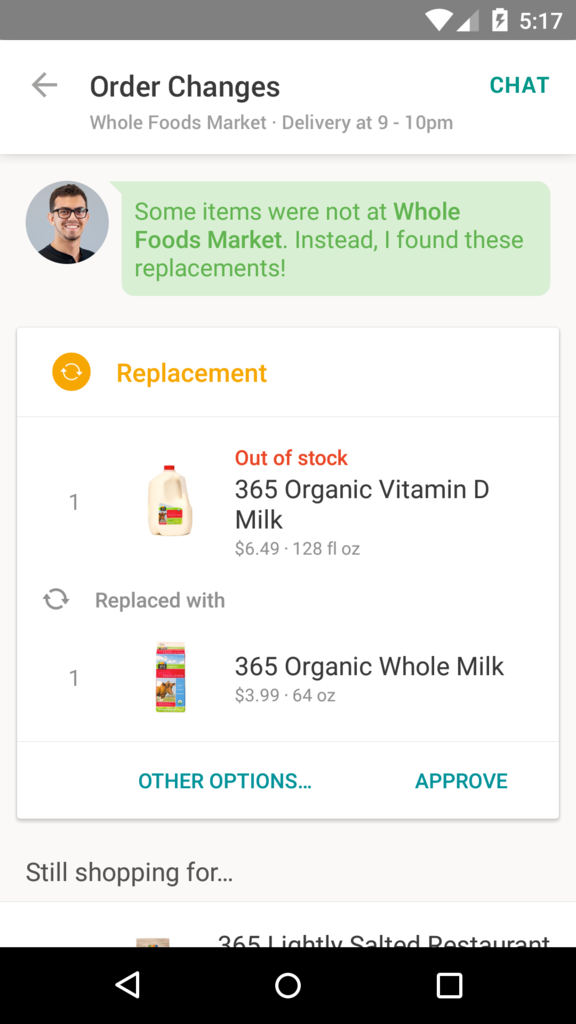 5:17
Order Changes
CHAT
Whole Foods Market · Delivery at 9 - 10pm
Some items were not at Whole
Foods Market. Instead, I found these
replacements!
Replacement
Out of stock
1
365 Organic Vitamin D
Milk
$6.49 · 128 fl oz
Replaced with
1
365 Organic Whole Milk
$3.99 · 64 oz
OTHER OPTIONS...
APPROVE
Still shopping for...
365 Lightly Salted Restaurant